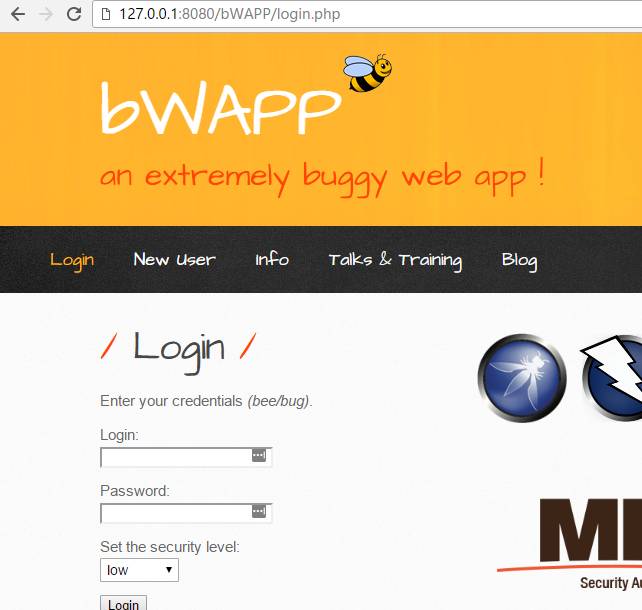 127.0.0.1:8080/bWAPP/login.php
bWAPP
an extremely buggy web app !
Login New User Info Talks & Training Blog
/ Login /
Enter your credentials (bee/bug).
Login:
Password:
Set the security level:
low
Login
Security Au